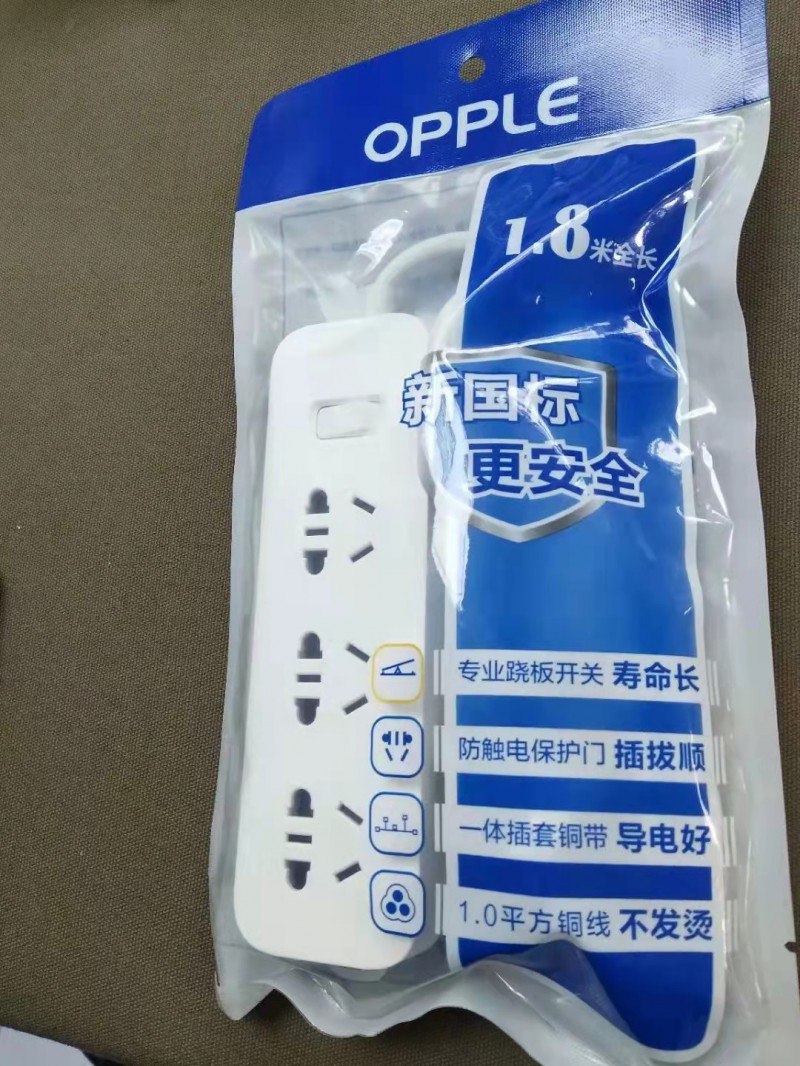 OPPLE
1.8米全长
新国标
更安全
专业跷板开关 寿命长
防触电保护门 插拔顺
一体插套铜带 导电好
1.0平方铜线 不发烫